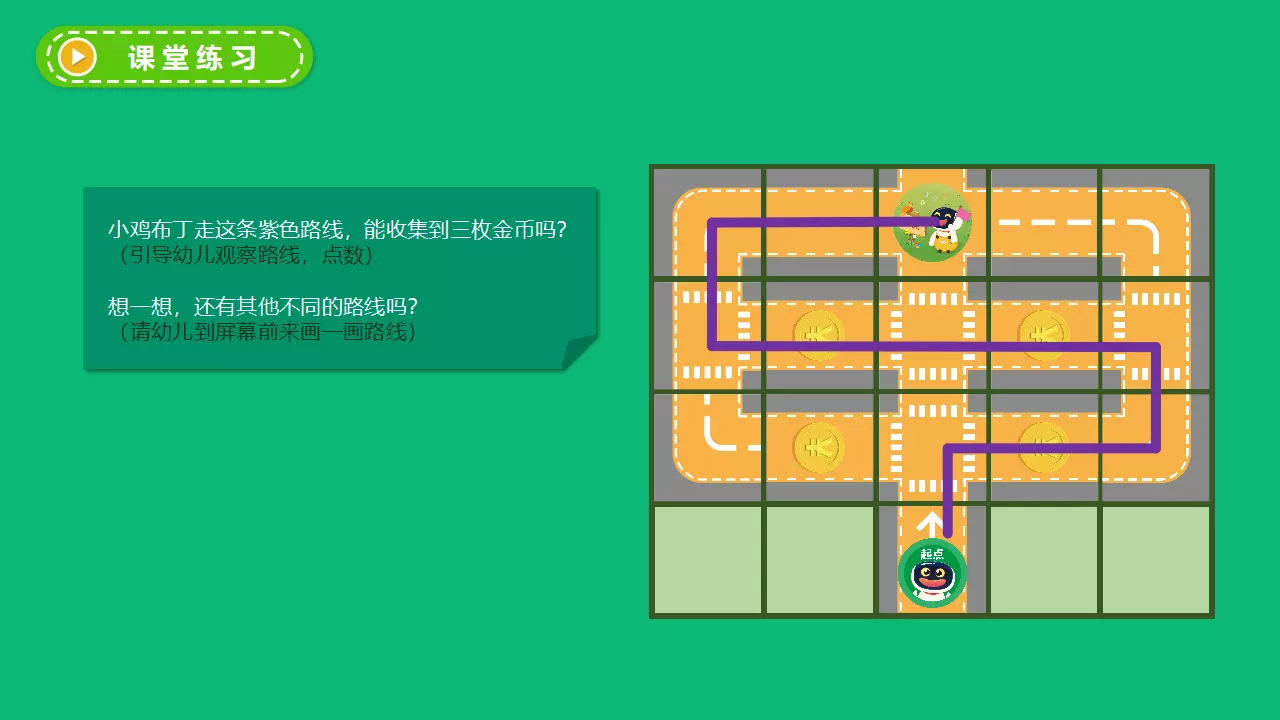 课堂练习
小鸡布丁走这条紫色路线，能收集到三枚金币吗？
（引导幼儿观察路线，点数）
想一想，还有其他不同的路线吗？
（请幼儿到屏幕前来画一画路线）
起点